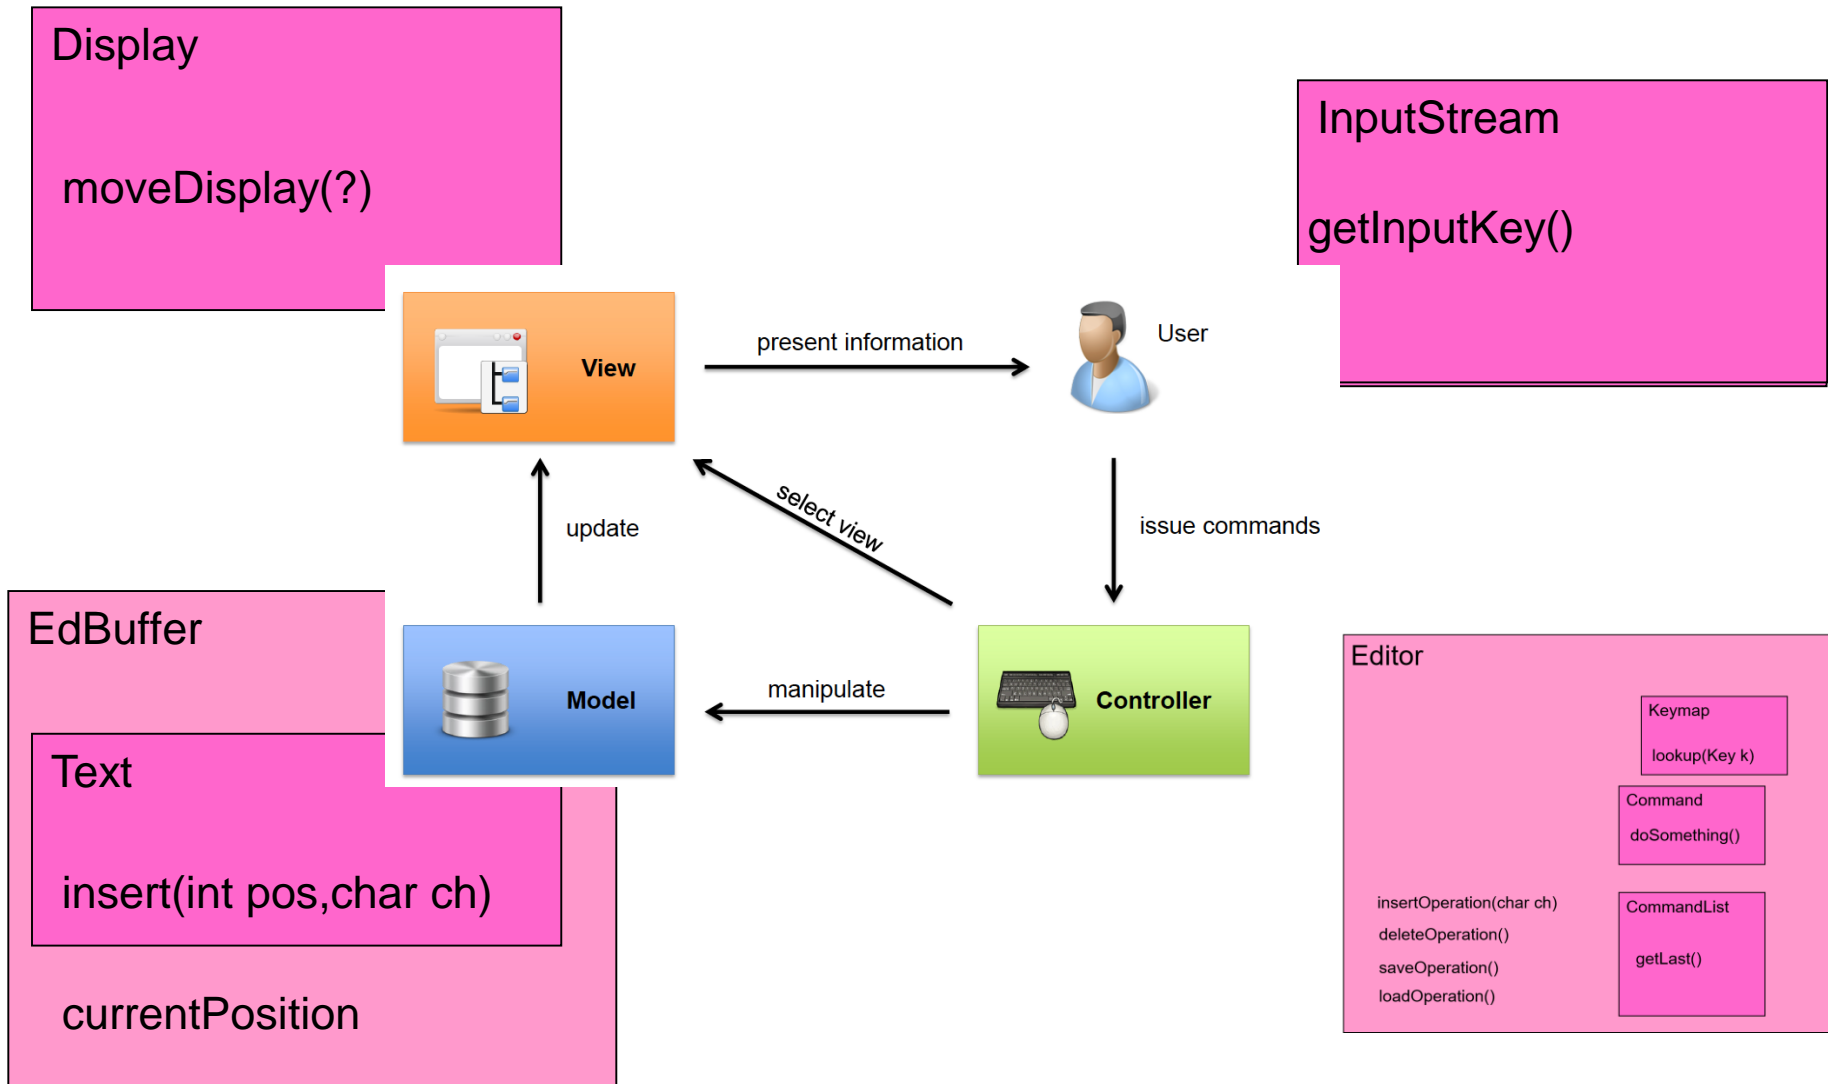 Display
moveDisplay(?)
InputStream
getInputKey()
View
present information
User
update
select view
issue commands
EdBuffer
Text
insert(int pos,char ch)
currentPosition
Model
manipulate
Controller
Editor
Keymap
lookup(Key k)
Command
doSomething()
insertOperation(char ch)
deleteOperation()
saveOperation()
loadOperation()
CommandList
getLast()